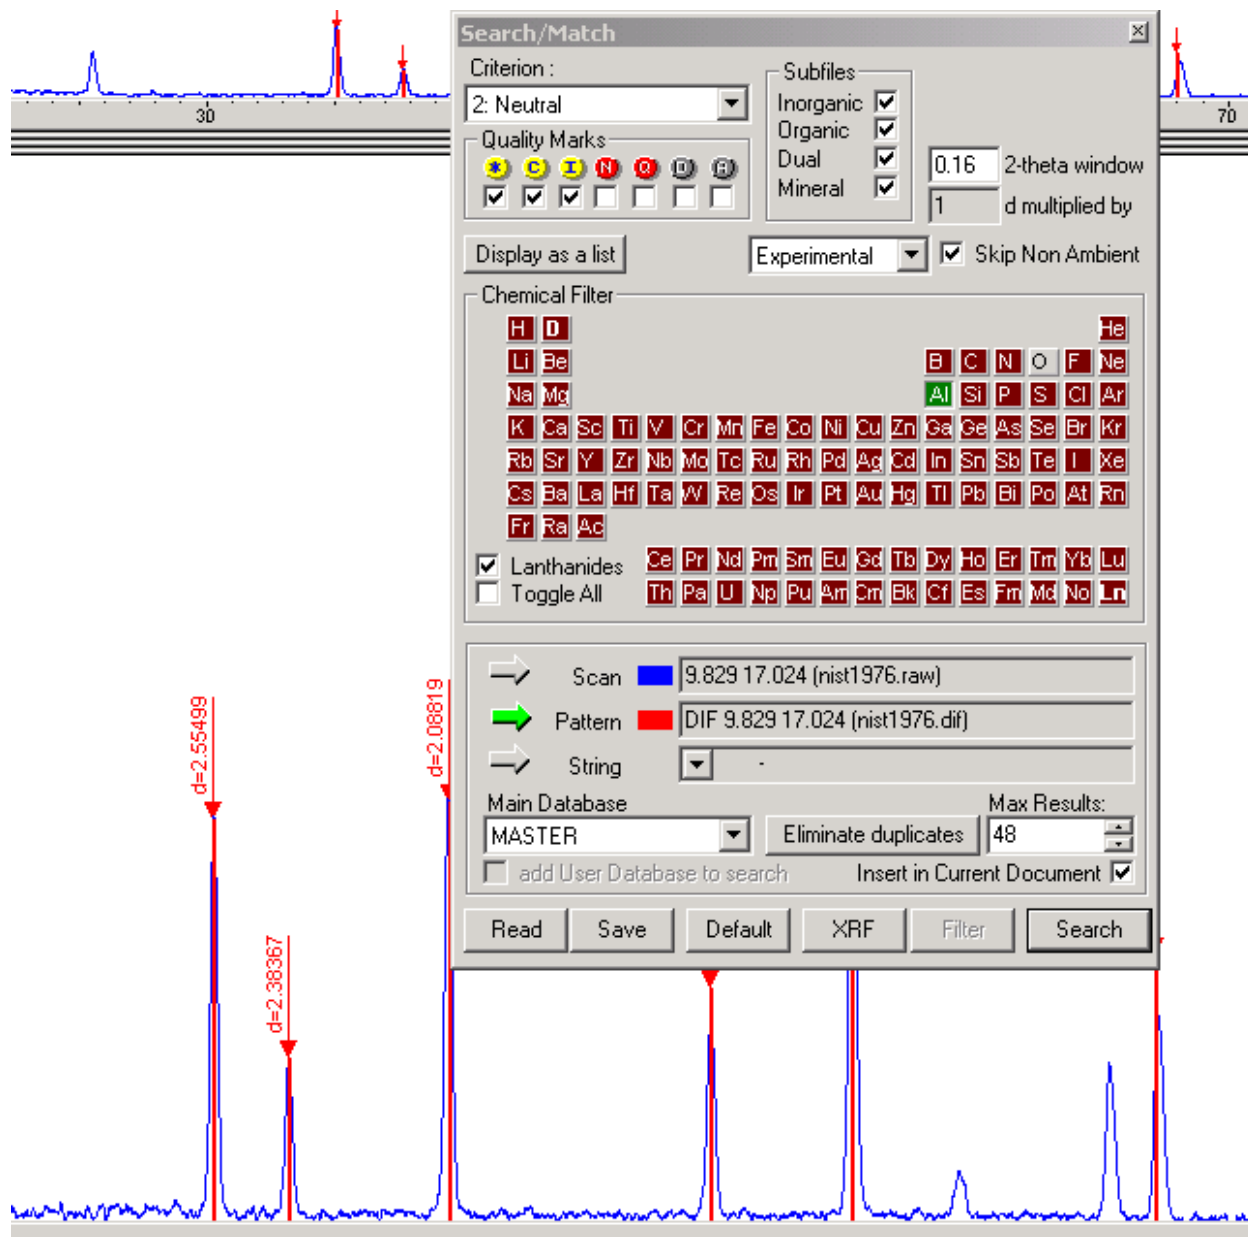 Search/Match
Criterion :
2: Neutral
Quality Marks
* C I N Q
Subfiles
Inorganic
Organic
Dual
Mineral
0.16 2-theta window
1 d multiplied by
30
70
Display as a list
Experimental
Skip Non Ambient
Chemical Filter
H D He
Li Be B C N O F Ne
Na Mg Al Si P S Cl Ar
K Ca Sc Ti V Cr Mn Fe Co Ni Cu Zn Ga Ge As Se Br Kr
Rb Sr Y Zr Nb Mo Tc Ru Rh Pd Ag Cd In Sn Sb Te I Xe
Cs Ba La Hf Ta W Re Os Ir Pt Au Hg Tl Pb Bi Po At Rn
Fr Ra Ac
Lanthanides Ce Pr Nd Pm Sm Eu Gd Tb Dy Ho Er Tm Yb Lu
Toggle All Th Pa U Np Pu Am Cm Bk Cf Es Fm Md No Ln
Scan 9.829 17.024 (nist1976.raw)
Pattern DIF 9.829 17.024 (nist1976.dif)
String -
Main Database
Max Results:
MASTER
Eliminate duplicates
48
add User Database to search
Insert in Current Document
Read Save Default XRF Filter Search
d=2.55499
d=2.38367
d=2.08819